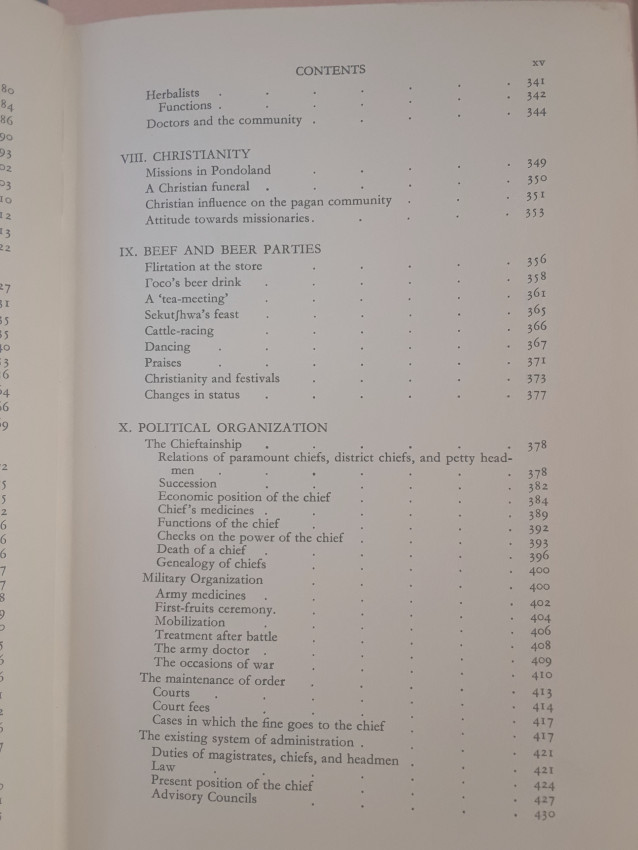 CONTENTS xv
Herbalists . . . . . . . 341
Functions . . . . . . . 342
Doctors and the community . . . . . 344
VIII. CHRISTIANITY
Missions in Pondoland . . . . . 349
A Christian funeral . . . . . . 350
Christian influence on the pagan community . . . 351
Attitude towards missionaries . . . . . 353
IX. BEEF AND BEER PARTIES
Flirtation at the store . . . . . 356
Гoco's beer drink . . . . . . 358
A 'tea-meeting' . . . . . . 361
Sekutʃhwa's feast . . . . . . 365
Cattle-racing . . . . . . 366
Dancing . . . . . . . 367
Praises . . . . . . . 371
Christianity and festivals . . . . . 373
Changes in status . . . . . . 377
X. POLITICAL ORGANIZATION
The Chieftainship . . . . . . 378
Relations of paramount chiefs, district chiefs, and petty head-
men . . . . . . . 378
Succession . . . . . . 382
Economic position of the chief . . . . 384
Chief's medicines . . . . . . 389
Functions of the chief . . . . . 392
Checks on the power of the chief . . . . 393
Death of a chief . . . . . . 396
Genealogy of chiefs . . . . . 400
Military Organization . . . . . 400
Army medicines . . . . . . 402
First-fruits ceremony . . . . . . 404
Mobilization . . . . . . 406
Treatment after battle . . . . . 408
The army doctor . . . . . . 409
The occasions of war . . . . . 410
The maintenance of order . . . . . 413
Courts . . . . . . . 414
Court fees . . . . . . 417
Cases in which the fine goes to the chief . . . 417
The existing system of administration . . . . 421
Duties of magistrates, chiefs, and headmen . . . 421
Law . . . . . . . 424
Present position of the chief . . . . 427
Advisory Councils . . . . . 430